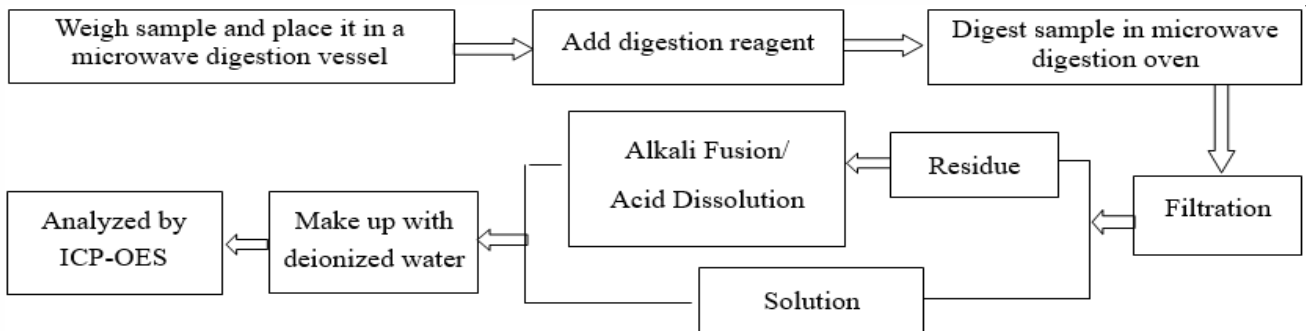 Weigh sample and place it in a
microwave digestion vessel
Add digestion reagent
Digest sample in microwave
digestion oven
Filtration
Residue
Alkali Fusion/
Acid Dissolution
Solution
Make up with
deionized water
Analyzed by
ICP-OES